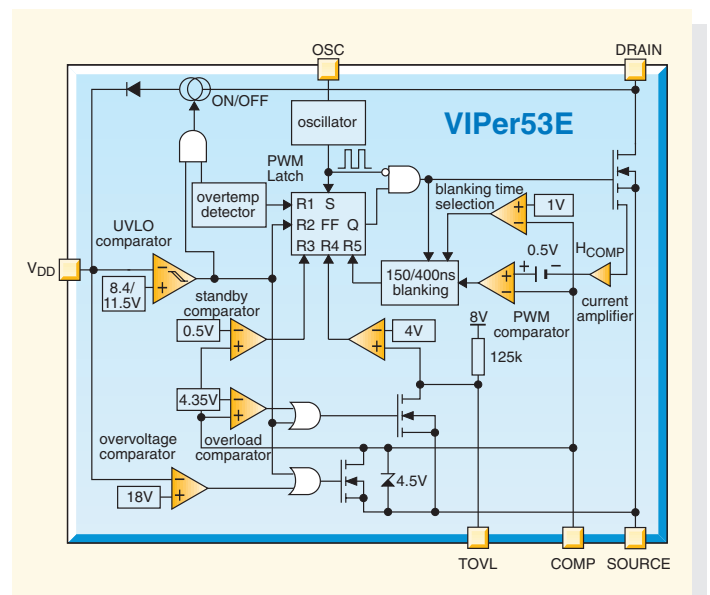 OSC
DRAIN
ON/OFF
oscillator
VIPer53E
PWM
Latch
blanking time
selection
1V
overtemp
detector
R1 S
R2 FF Q
R3 R4 R5
UVLO
comparator
VDD
− +
8.4/
11.5V
150/400ns
blanking
0.5V
+ −
HCOMP
current
amplifier
PWM
comparator
standby
comparator
0.5V
− +
+ −
4V
8V
125k
4.35V
− +
overload
comparator
overvoltage
comparator
18V
− +
4.5V
+ −
+ −
TOVL
COMP
SOURCE